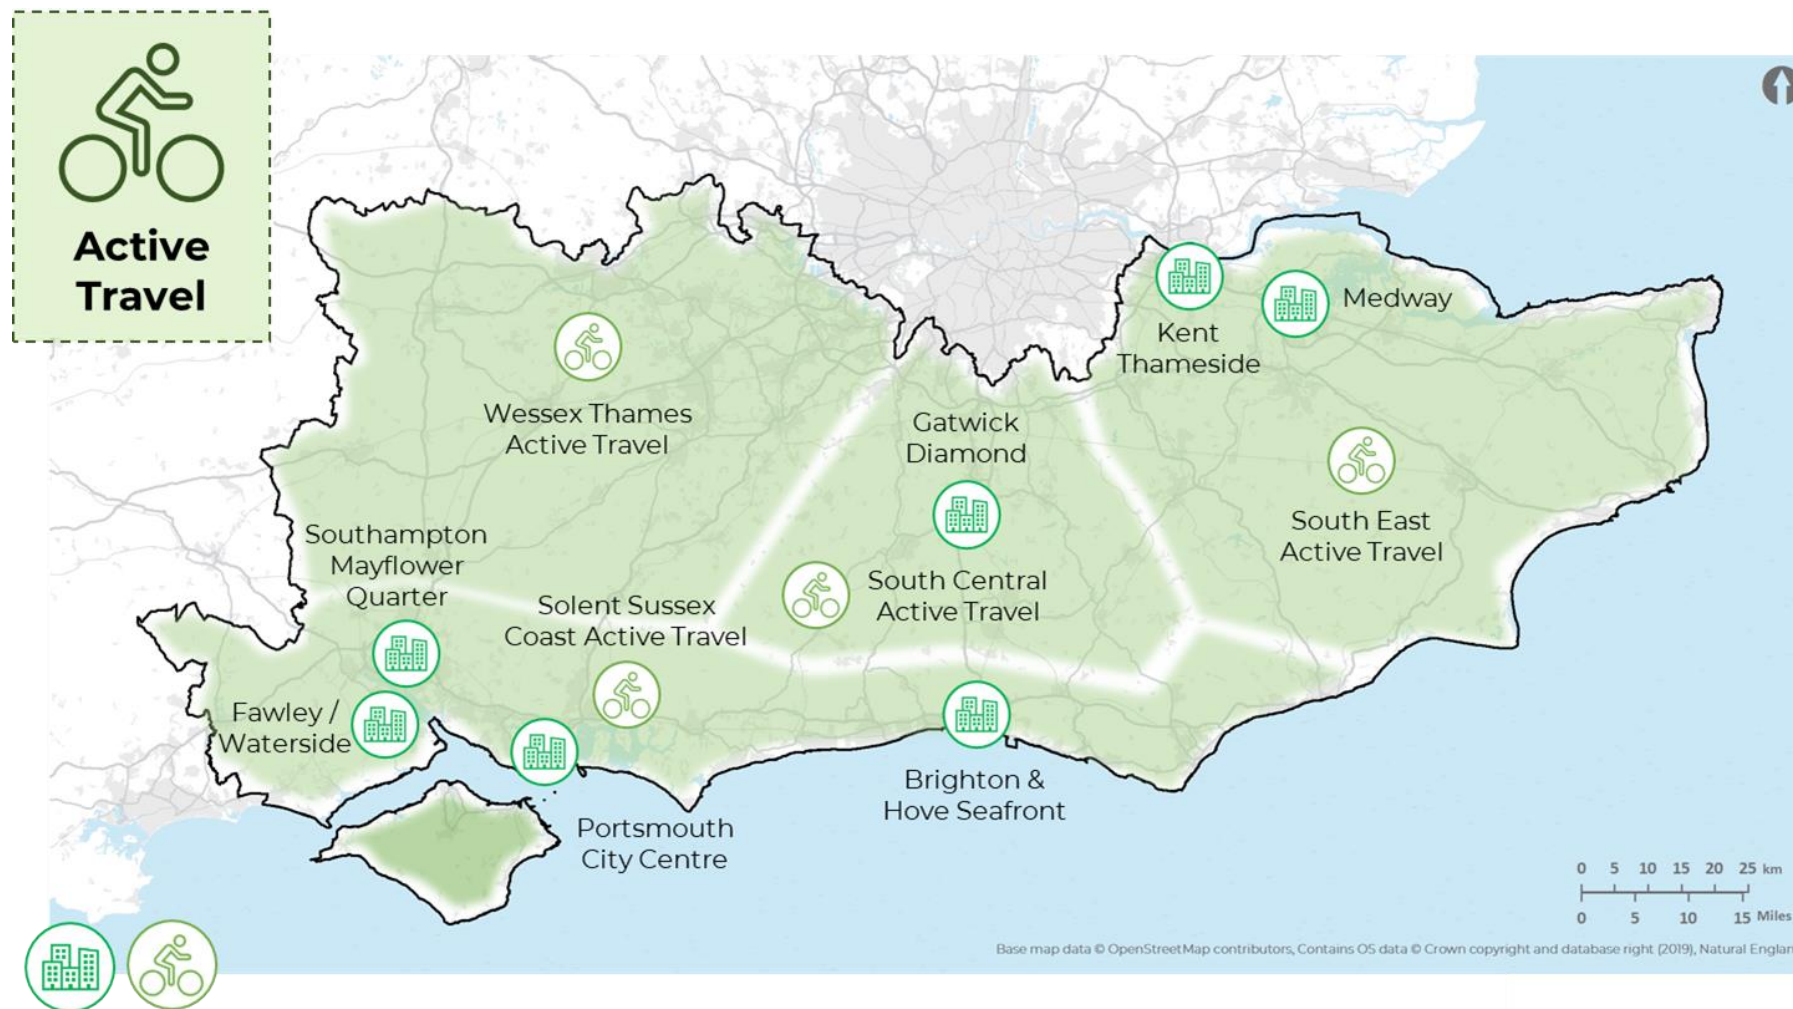 Active
Travel
Kent
Thameside
Medway
Wessex Thames
Active Travel
Gatwick
Diamond
South East
Active Travel
Southampton
Mayflower
Quarter
Solent Sussex
Coast Active Travel
South Central
Active Travel
Fawley /
Waterside
Brighton &
Hove Seafront
Portsmouth
City Centre
0 5 10 15 20 25 km
0 5 10 15 Miles
Base map data © OpenStreetMap contributors, Contains OS data © Crown copyright and database right (2019), Natural